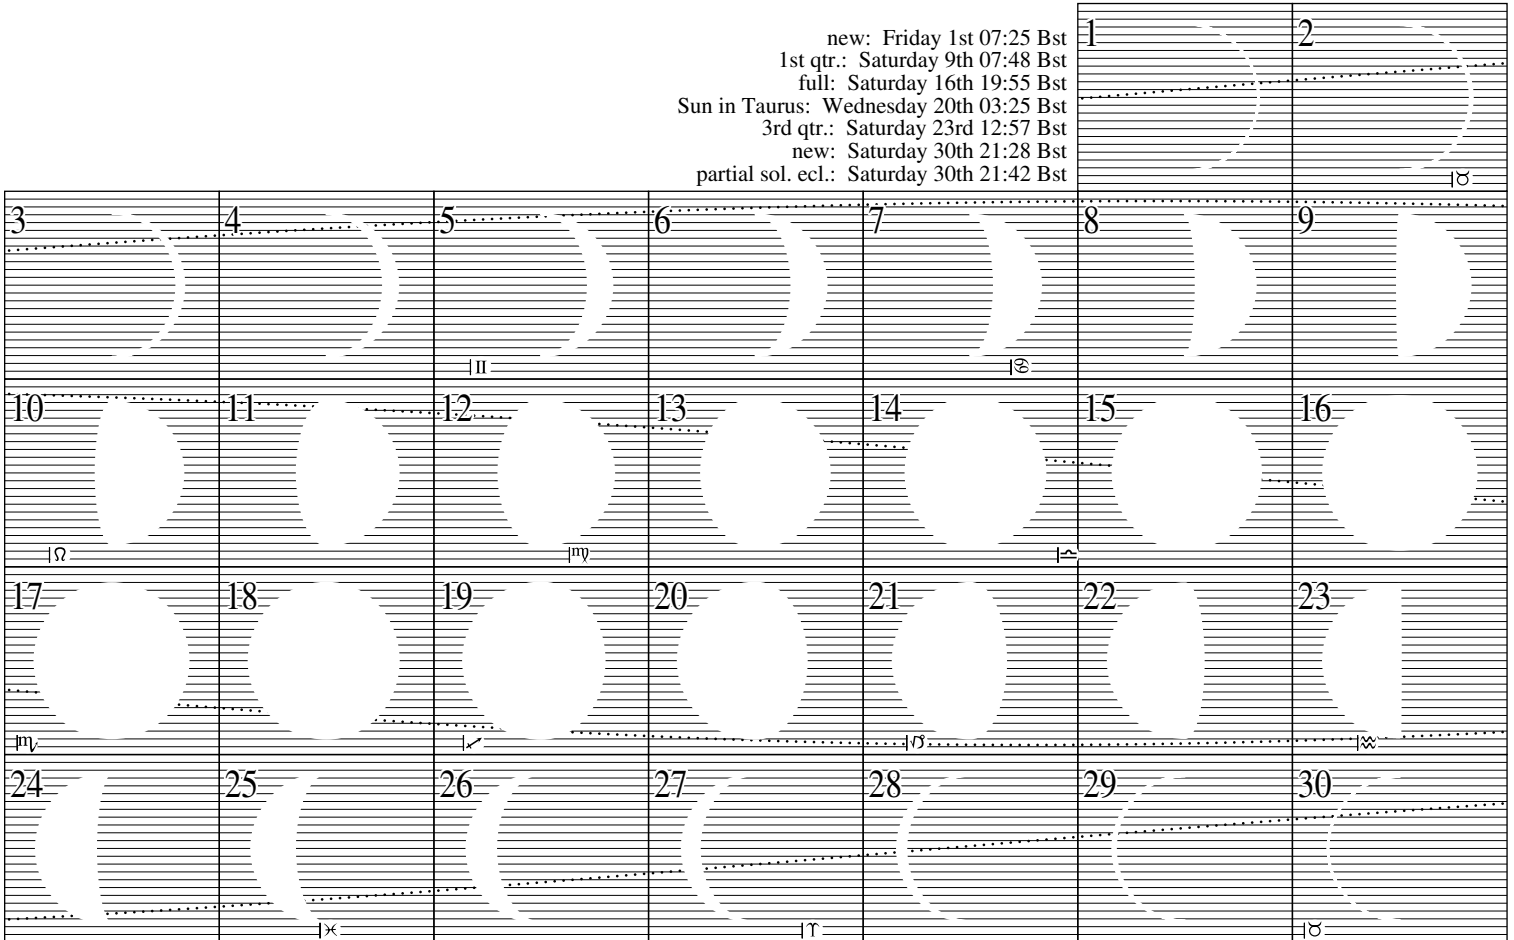 new: Friday 1st 07:25 Bst
1st qtr.: Saturday 9th 07:48 Bst
full: Saturday 16th 19:55 Bst
Sun in Taurus: Wednesday 20th 03:25 Bst
3rd qtr.: Saturday 23rd 12:57 Bst
new: Saturday 30th 21:28 Bst
partial sol. ecl.: Saturday 30th 21:42 Bst
1 2
♉
3 4 5 6 7 8 9
♊ ♋
10 11 12 13 14 15 16
♌ ♍ ♎
17 18 19 20 21 22 23
♏ ♐ ♑ ♒
24 25 26 27 28 29 30
♓ ♈ ♉